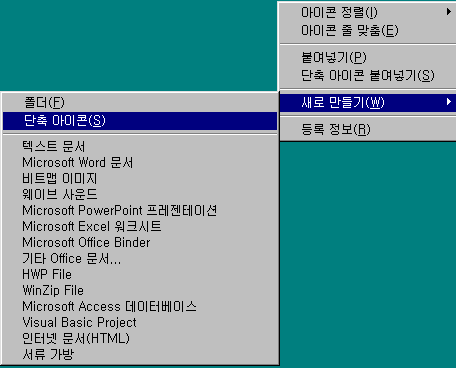 아이콘 정렬(I)
아이콘 줄 맞춤(E)
붙여넣기(P)
단축 아이콘 붙여넣기(S)
새로 만들기(W)
등록 정보(R)
폴더(F)
단축 아이콘(S)
텍스트 문서
Microsoft Word 문서
비트맵 이미지
웨이브 사운드
Microsoft PowerPoint 프레젠테이션
Microsoft Excel 워크시트
Microsoft Office Binder
기타 Office 문서...
HWP File
WinZip File
Microsoft Access 데이터베이스
Visual Basic Project
인터넷 문서(HTML)
서류 가방